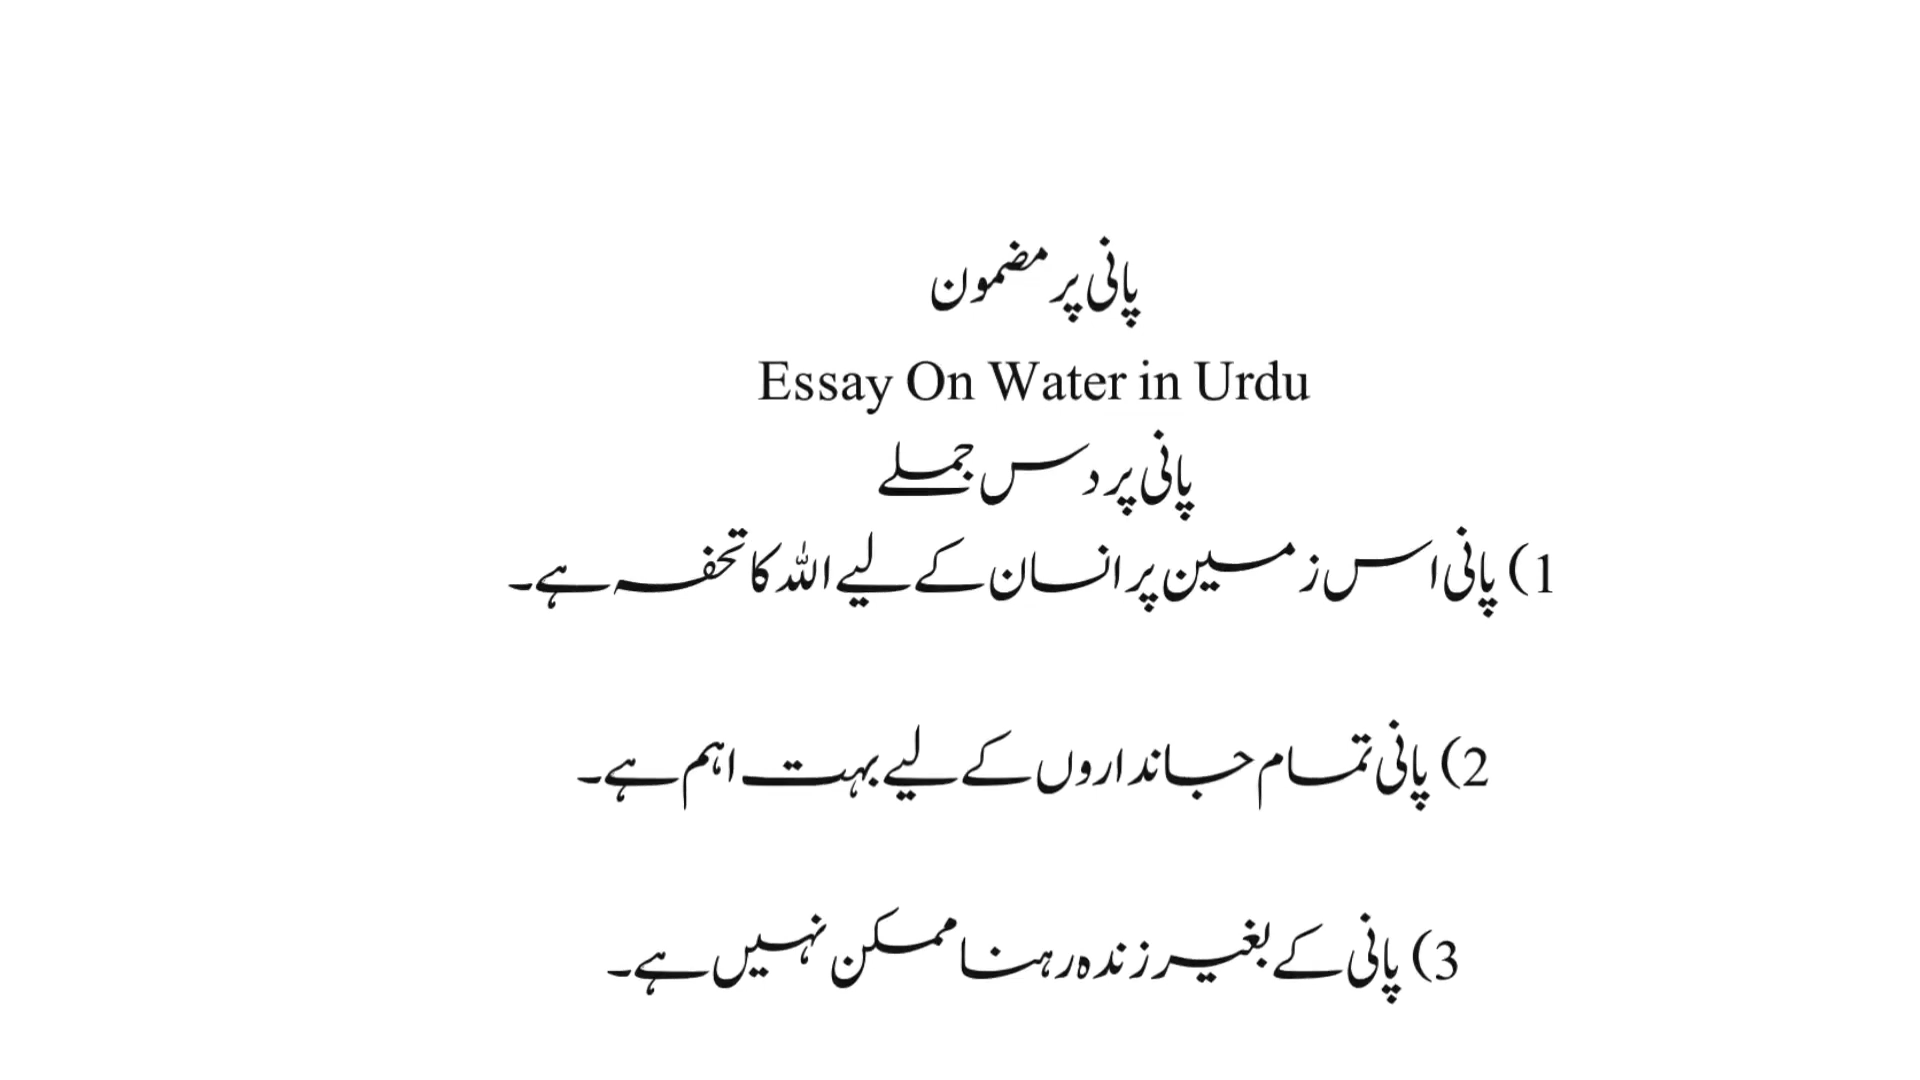 پانی پر مضمون
Essay On Water in Urdu
پانی پر دس جملے
1) پانی اس زمین پر انسان کے لیے اللہ کا تحفہ ہے۔
2) پانی تمام جانداروں کے لیے بہت اہم ہے۔
3) پانی کے بغیر زندہ رہنا ممکن نہیں ہے۔